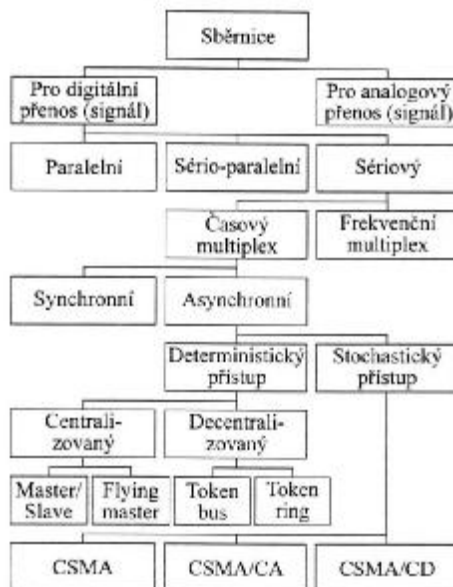 Sběrnice
Pro digitální
přenos (signál)
Pro analogový
přenos (signál)
Paralelní
Sério-paralelní
Sériový
Časový
multiplex
Frekvenční
multiplex
Synchronní
Asynchronní
Deterministický
přístup
Stochastický
přístup
Centrali-
zovaný
Decentrali-
zovaný
Master/
Slave
Flying
master
Token
bus
Token
ring
CSMA
CSMA/CA
CSMA/CD